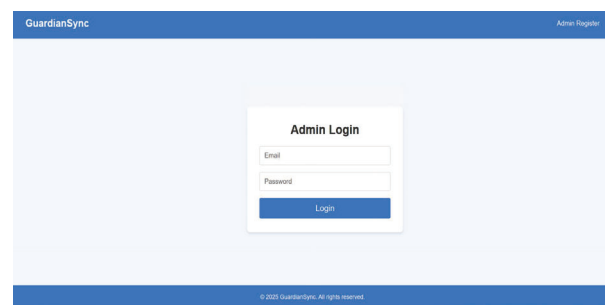 GuardianSync
Admin Register
Admin Login
Email
Password
Login
© 2025 GuardianSync. All rights reserved.